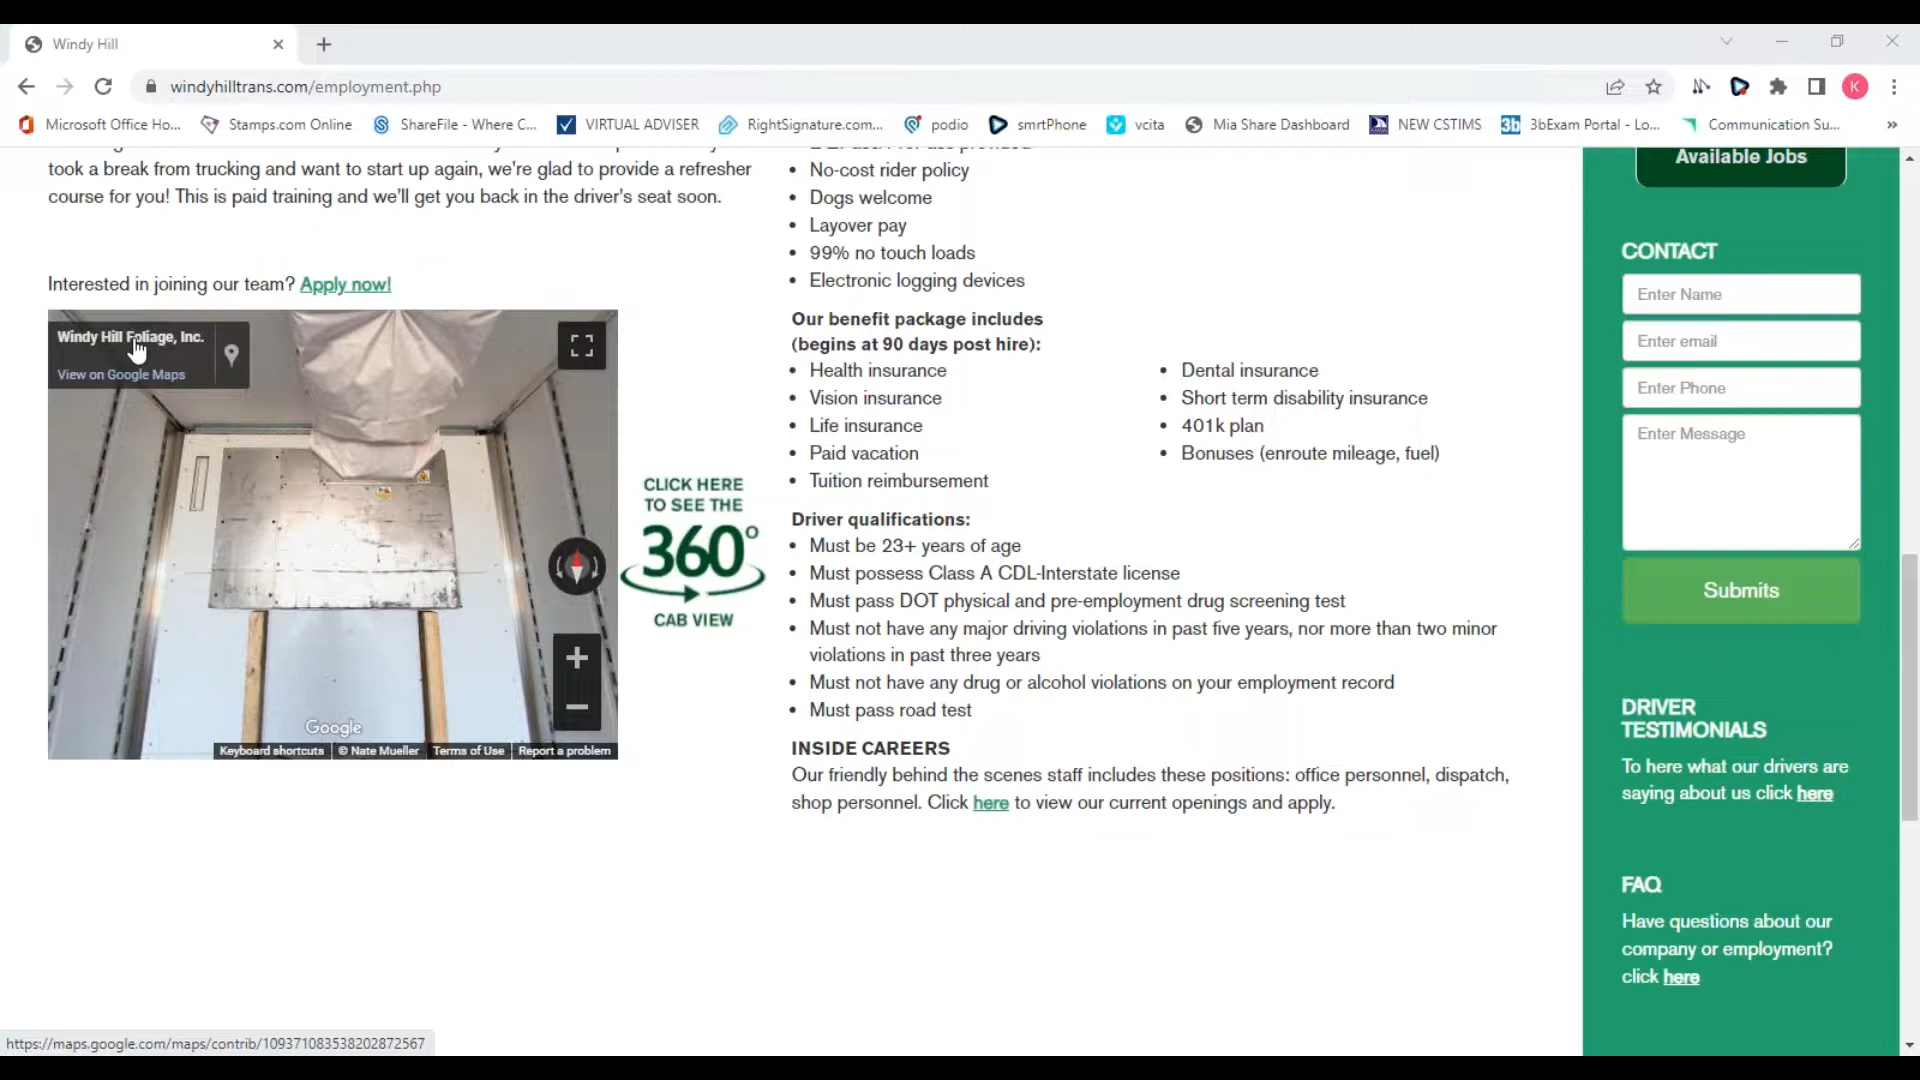 Windy Hill
windyhilltrans.com/employment.php
K
Microsoft Office Ho...
Stamps.com Online
ShareFile - Where C...
VIRTUAL ADVISER
RightSignature.com...
podio
smrtPhone
vcita
Mia Share Dashboard
NEW CSTIMS
3b
3bExam Portal - Lo...
Communication Su...
»
took a break from trucking and want to start up again, we're glad to provide a refresher
course for you! This is paid training and we'll get you back in the driver's seat soon.
Interested in joining our team? Apply now!
Windy Hill Foliage, Inc.
View on Google Maps
Google
Keyboard shortcuts
© Nate Mueller
Terms of Use
Report a problem
CLICK HERE
TO SEE THE
360°
CAB VIEW
• No-cost rider policy
• Dogs welcome
• Layover pay
• 99% no touch loads
• Electronic logging devices
Our benefit package includes
(begins at 90 days post hire):
• Health insurance
• Vision insurance
• Life insurance
• Paid vacation
• Tuition reimbursement
• Dental insurance
• Short term disability insurance
• 401k plan
• Bonuses (enroute mileage, fuel)
Driver qualifications:
• Must be 23+ years of age
• Must possess Class A CDL-Interstate license
• Must pass DOT physical and pre-employment drug screening test
• Must not have any major driving violations in past five years, nor more than two minor
violations in past three years
• Must not have any drug or alcohol violations on your employment record
• Must pass road test
INSIDE CAREERS
Our friendly behind the scenes staff includes these positions: office personnel, dispatch,
shop personnel. Click here to view our current openings and apply.
Available Jobs
CONTACT
Enter Name
Enter email
Enter Phone
Enter Message
Submits
DRIVER
TESTIMONIALS
To here what our drivers are
saying about us click here
FAQ
Have questions about our
company or employment?
click here
https://maps.google.com/maps/contrib/109371083538202872567